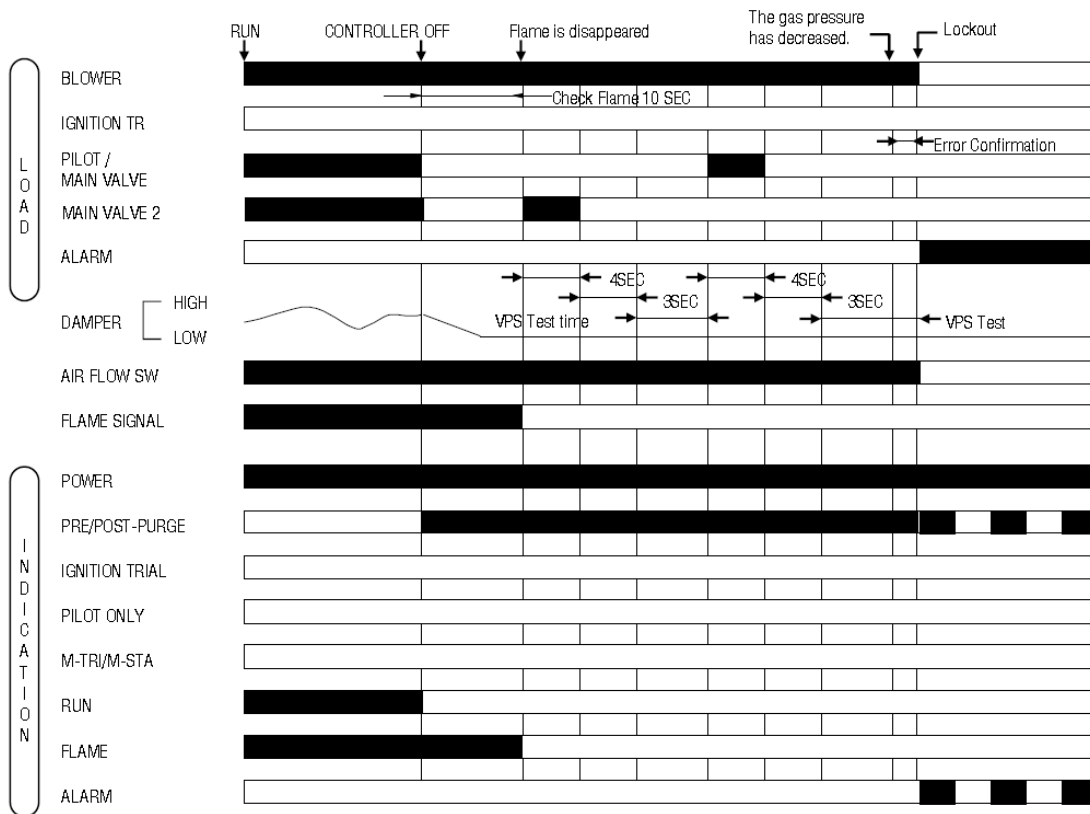 RUN
CONTROLLER OFF
Flame is disappeared
The gas pressure
has decreased.
Lockout
LOAD
BLOWER
Check Flame 10 SEC
IGNITION TR
Error Confirmation
PILOT /
MAIN VALVE
MAIN VALVE 2
ALARM
4SEC
4SEC
3SEC
3SEC
DAMPER
HIGH
LOW
VPS Test time
VPS Test
AIR FLOW SW
FLAME SIGNAL
INDICATION
POWER
PRE/POST-PURGE
IGNITION TRIAL
PILOT ONLY
M-TRI/M-STA
RUN
FLAME
ALARM